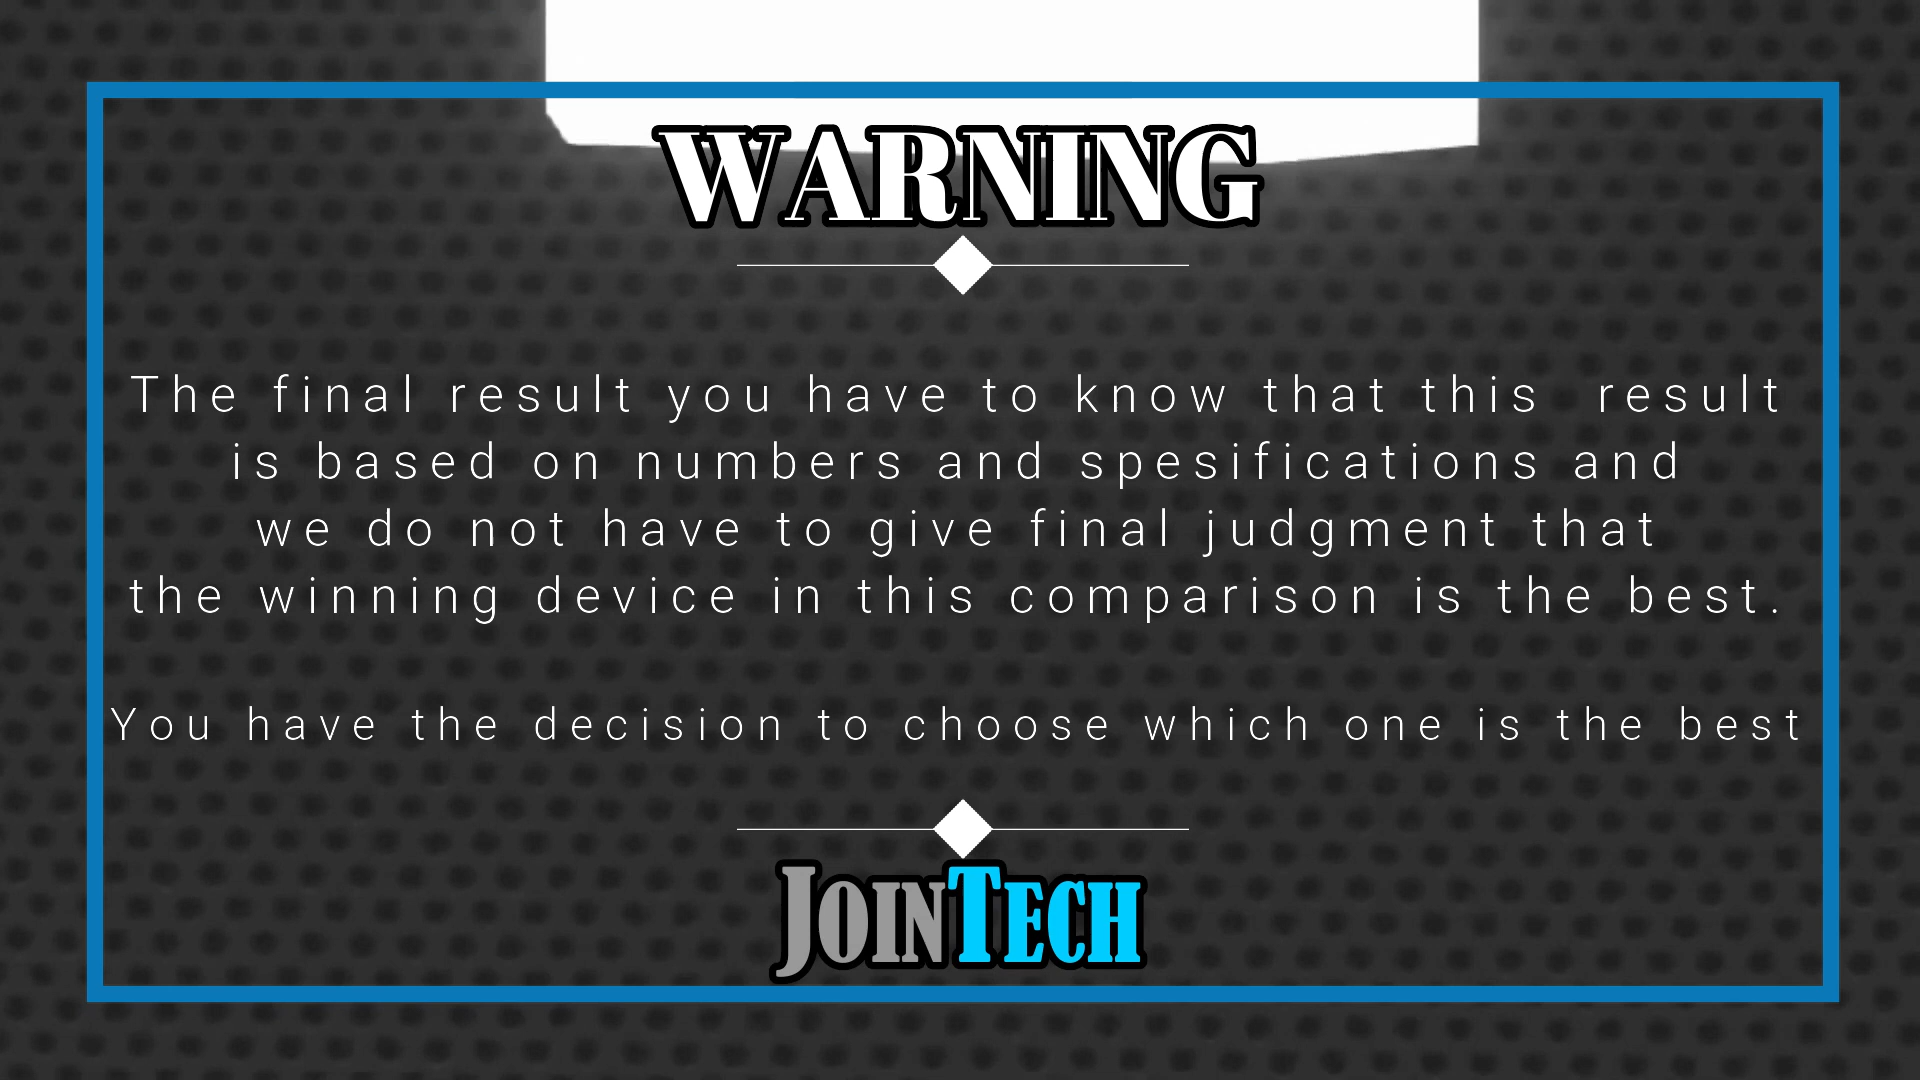 WARNING
The final result you have to know that this result
is based on numbers and spesifications and
we do not have to give final judgment that
the winning device in this comparison is the best.
You have the decision to choose which one is the best
JOINTECH